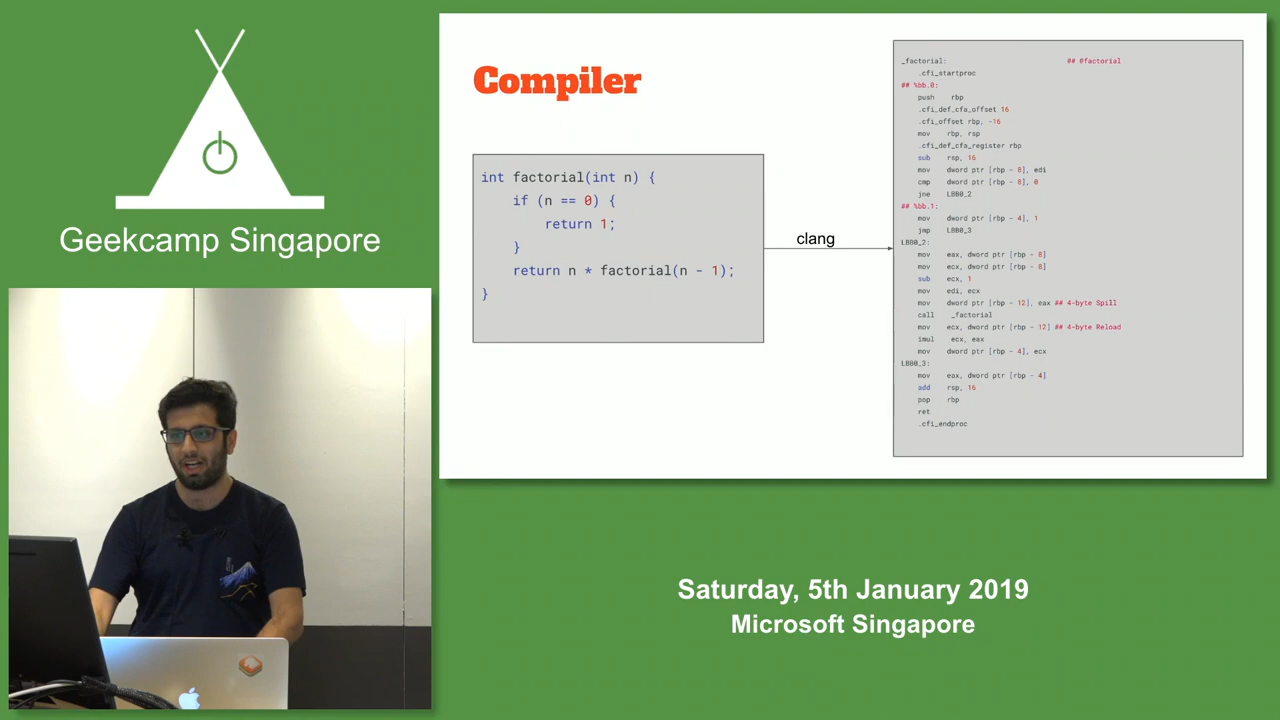 Geekcamp Singapore
Compiler
int factorial(int n) {
if (n == 0) {
return 1;
}
return n * factorial(n - 1);
}
clang
_factorial: ## @factorial
.cfi_startproc
## %bb.0:
push rbp
.cfi_def_cfa_offset 16
.cfi_offset rbp, -16
mov rbp, rsp
.cfi_def_cfa_register rbp
sub rsp, 16
mov dword ptr [rbp - 8], edi
cmp dword ptr [rbp - 8], 0
jne LBB0_2
## %bb.1:
mov dword ptr [rbp - 4], 1
jmp LBB0_3
LBB0_2:
mov eax, dword ptr [rbp - 8]
mov ecx, dword ptr [rbp - 8]
sub ecx, 1
mov edi, ecx
mov dword ptr [rbp - 12], eax ## 4-byte Spill
call _factorial
mov ecx, dword ptr [rbp - 12] ## 4-byte Reload
imul ecx, eax
mov dword ptr [rbp - 4], ecx
LBB0_3:
mov eax, dword ptr [rbp - 4]
add rsp, 16
pop rbp
ret
.cfi_endproc
Saturday, 5th January 2019
Microsoft Singapore